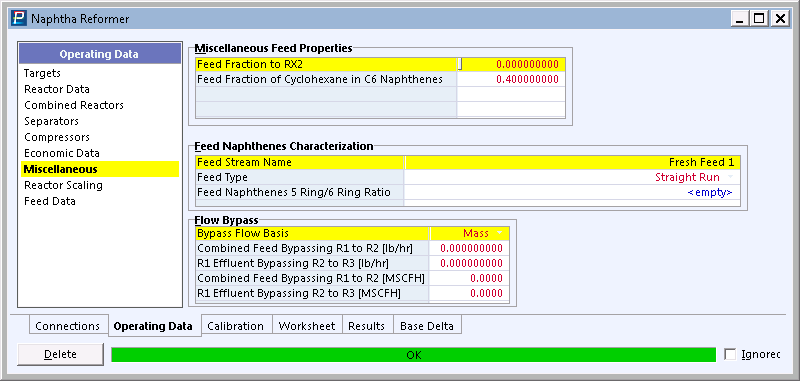 Naphtha Reformer
Operating Data
Targets
Reactor Data
Combined Reactors
Separators
Compressors
Economic Data
Miscellaneous
Reactor Scaling
Feed Data
Miscellaneous Feed Properties
Feed Fraction to RX2 0.000000000
Feed Fraction of Cyclohexane in C6 Naphthenes 0.400000000
Feed Naphthenes Characterization
Feed Stream Name Fresh Feed 1
Feed Type Straight Run
Feed Naphthenes 5 Ring/6 Ring Ratio <empty>
Flow Bypass
Bypass Flow Basis Mass
Combined Feed Bypassing R1 to R2 [lb/hr] 0.000000000
R1 Effluent Bypassing R2 to R3 [lb/hr] 0.000000000
Combined Feed Bypassing R1 to R2 [MSCFH] 0.0000
R1 Effluent Bypassing R2 to R3 [MSCFH] 0.0000
Connections Operating Data Calibration Worksheet Results Base Delta
Delete OK Ignorec